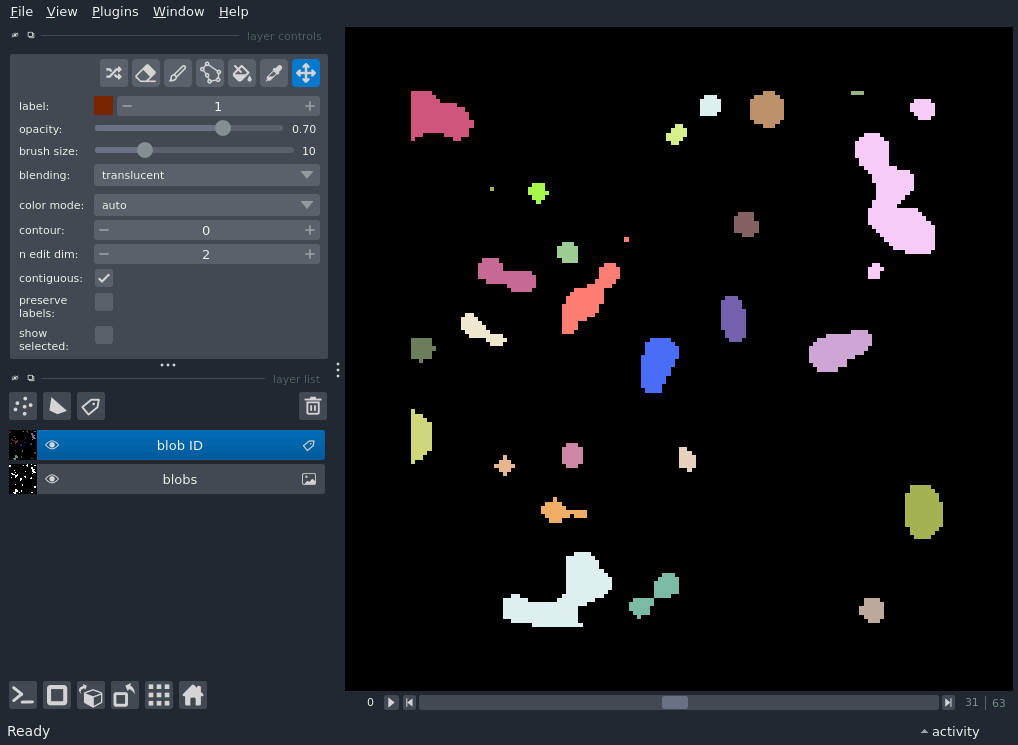 File View Plugins Window Help
layer controls
label: 1
opacity: 0.70
brush size: 10
blending: translucent
color mode: auto
contour: 0
n edit dim: 2
contiguous:
preserve
labels:
show
selected:
layer list
blob ID
blobs
0 31 | 63
Ready activity